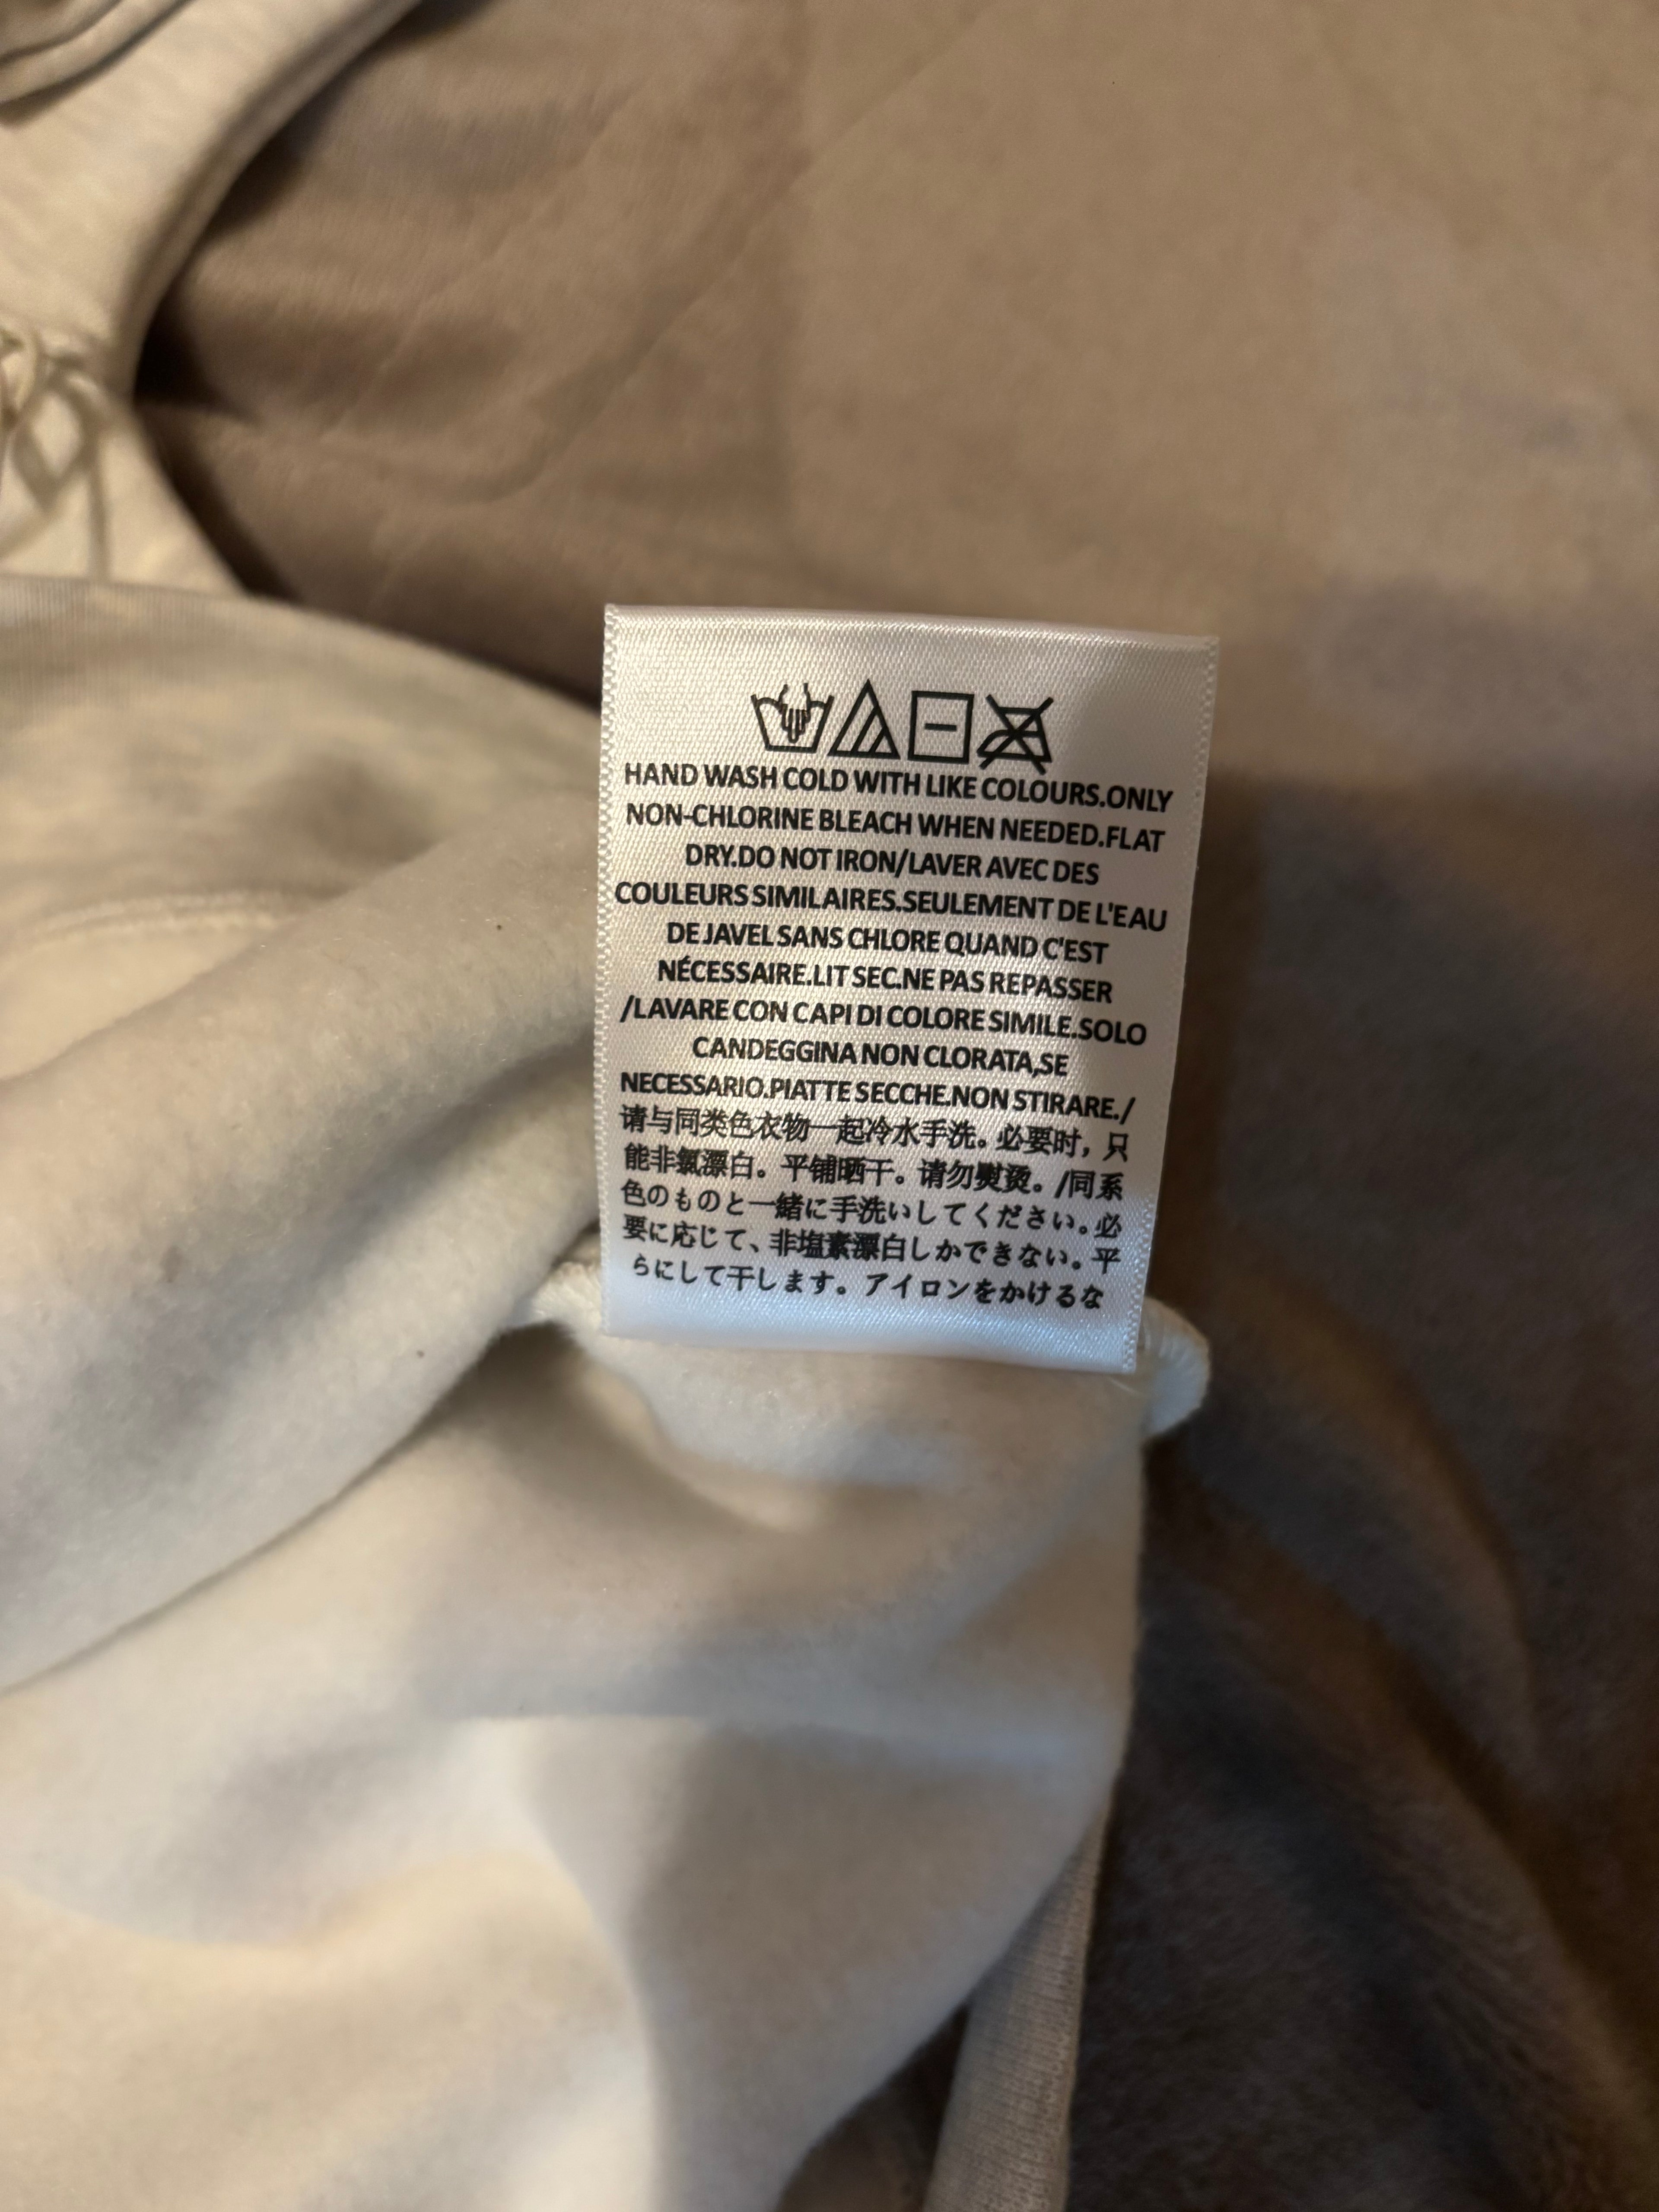 HAND WASH COLD WITH LIKE COLOURS.ONLY
NON-CHLORINE BLEACH WHEN NEEDED.FLAT
DRY.DO NOT IRON/LAVER AVEC DES
COULEURS SIMILAIRES.SEULEMENT DE L'EAU
DE JAVEL SANS CHLORE QUAND C'EST
NÉCESSAIRE.LIT SEC.NE PAS REPASSER
/LAVARE CON CAPI DI COLORE SIMILE.SOLO
CANDEGGINA NON CLORATA,SE
NECESSARIO.PIATTE SECCHE.NON STIRARE./
请与同类色衣物一起冷水手洗。必要时，只
能非氯漂白。平铺晒干。请勿熨烫。/同系
色のものと一緒に手洗いしてください。必
要に応じて、非塩素漂白しかできない。平
らにして干します。アイロンをかけるな